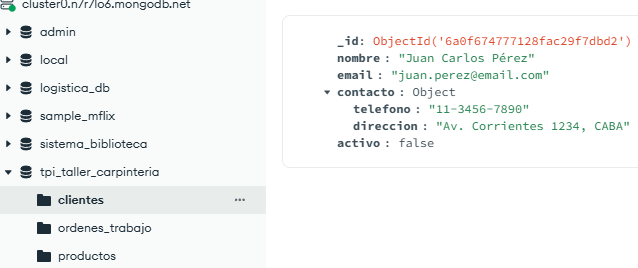 cluster0.n7r7lo6.mongodb.net
admin
local
logistica_db
sample_mflix
sistema_biblioteca
tpi_taller_carpinteria
clientes
ordenes_trabajo
productos
_id: ObjectId('6a0f674777128fac29f7dbd2')
nombre : "Juan Carlos Pérez"
email : "juan.perez@email.com"
contacto : Object
telefono : "11-3456-7890"
direccion : "Av. Corrientes 1234, CABA"
activo : false